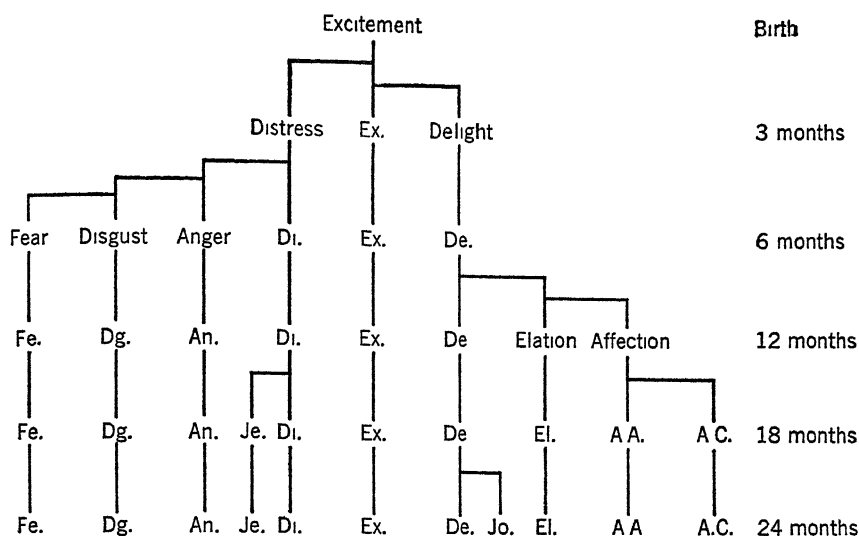 Excitement Birth
Distress Ex. Delight 3 months
Fear Disgust Anger Di. Ex. De. 6 months
Fe. Dg. An. Di. Ex. De Elation Affection 12 months
Fe. Dg. An. Je. Di. Ex. De El. A A. A C. 18 months
Fe. Dg. An. Je. Di. Ex. De. Jo. El. A A A.C. 24 months